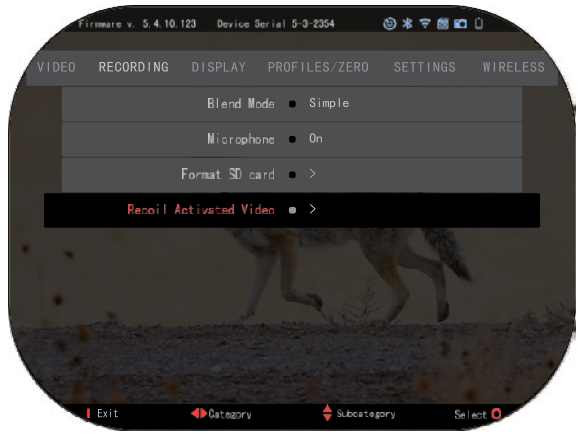 Firmware v. 5.4.10.123 Device Serial 5-3-2354
VIDEO RECORDING DISPLAY PROFILES/ZERO SETTINGS WIRELESS
Blend Mode ● Simple
Microphone ● On
Format SD card ● >
Recoil Activated Video ● >
Exit Category Subcategory Select